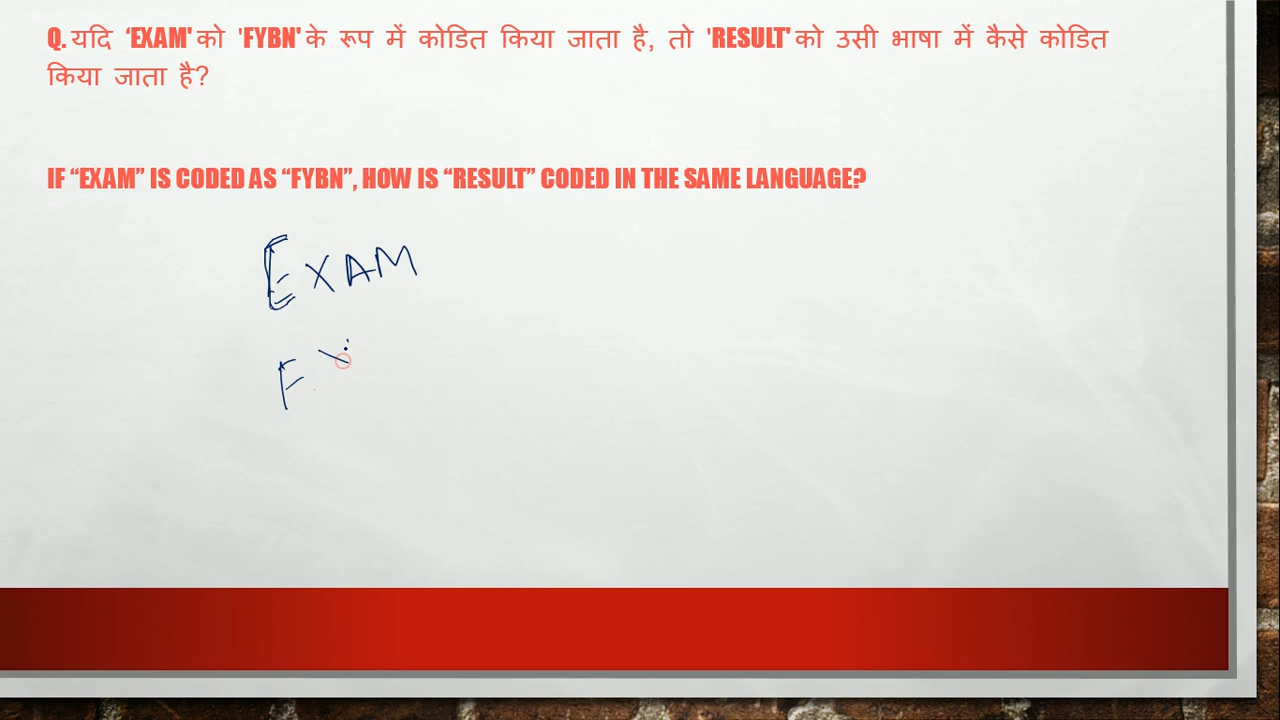 Q. यदि ‘EXAM' को 'FYBN' के रूप में कोडित किया जाता है, तो 'RESULT' को उसी भाषा में कैसे कोडित
किया जाता है?
IF “EXAM” IS CODED AS “FYBN”, HOW IS “RESULT” CODED IN THE SAME LANGUAGE?
EXAM
F